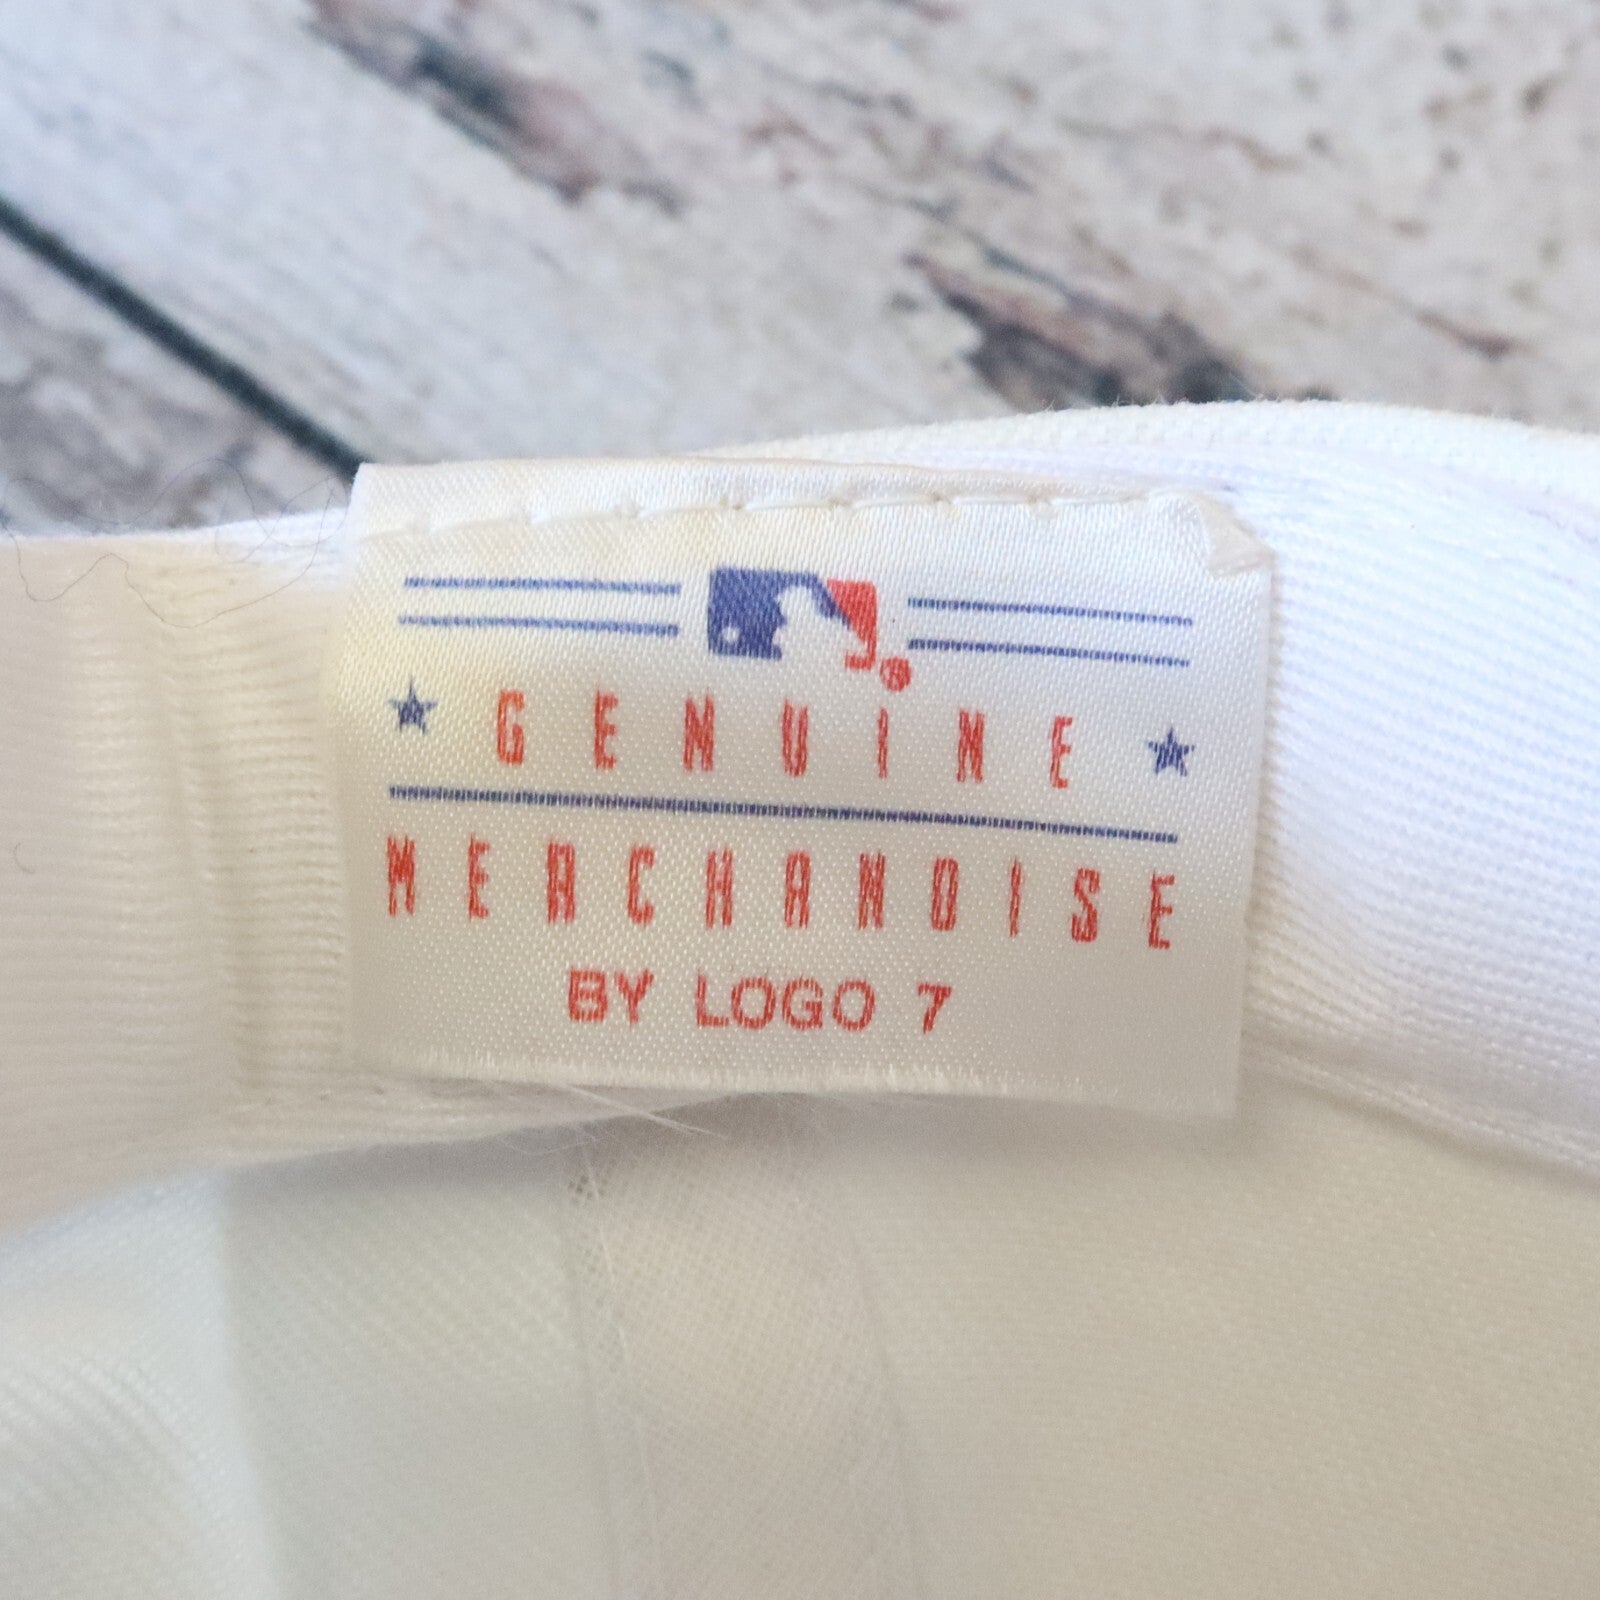 ®
GENUINE
MERCHANDISE
BY LOGO 7